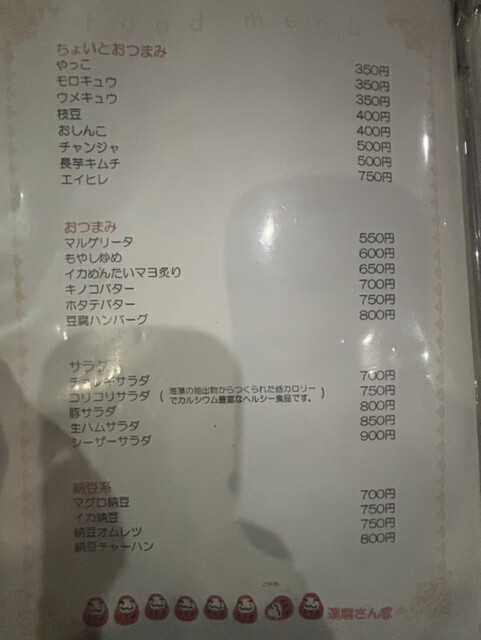 Food menu
ちょいとおつまみ
やっこ 350円
モロキュウ 350円
ウメキュウ 350円
枝豆 400円
おしんこ 400円
チャンジャ 500円
長芋キムチ 500円
エイヒレ 750円
おつまみ
マルゲリータ 550円
もやし炒め 600円
イカめんたいマヨ炙り 650円
キノコバター 700円
ホタテバター 750円
豆腐ハンバーグ 800円
サラダ
チョレギサラダ 700円
コリコリサラダ ( 海藻の抽出物からつくられた低カロリー
でカルシウム豊富なヘルシー食品です。 ) 750円
豚サラダ 800円
生ハムサラダ 850円
シーザーサラダ 900円
納豆系
マグロ納豆 700円
イカ納豆 750円
納豆オムレツ 750円
納豆チャーハン 800円
達磨さん家